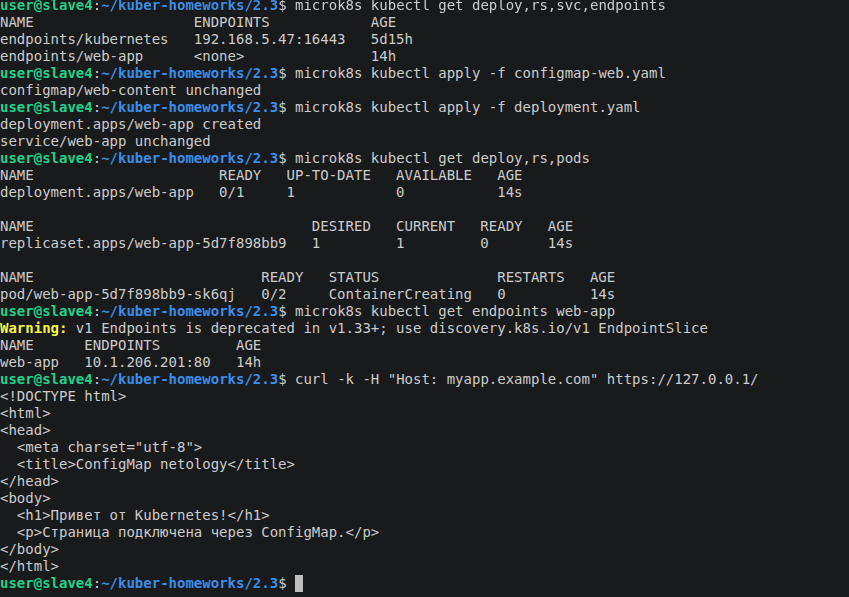 user@slave4:~/kuber-homeworks/2.3$ microk8s kubectl get deploy,rs,svc,endpoints
NAME                   ENDPOINTS            AGE
endpoints/kubernetes   192.168.5.47:16443   5d15h
endpoints/web-app      <none>               14h
user@slave4:~/kuber-homeworks/2.3$ microk8s kubectl apply -f configmap-web.yaml
configmap/web-content unchanged
user@slave4:~/kuber-homeworks/2.3$ microk8s kubectl apply -f deployment.yaml
deployment.apps/web-app created
service/web-app unchanged
user@slave4:~/kuber-homeworks/2.3$ microk8s kubectl get deploy,rs,pods
NAME                      READY   UP-TO-DATE   AVAILABLE   AGE
deployment.apps/web-app   0/1     1            0           14s

NAME                                 DESIRED   CURRENT   READY   AGE
replicaset.apps/web-app-5d7f898bb9   1         1         0       14s

NAME                           READY   STATUS              RESTARTS   AGE
pod/web-app-5d7f898bb9-sk6qj   0/2     ContainerCreating   0          14s
user@slave4:~/kuber-homeworks/2.3$ microk8s kubectl get endpoints web-app
Warning: v1 Endpoints is deprecated in v1.33+; use discovery.k8s.io/v1 EndpointSlice
NAME      ENDPOINTS         AGE
web-app   10.1.206.201:80   14h
user@slave4:~/kuber-homeworks/2.3$ curl -k -H "Host: myapp.example.com" https://127.0.0.1/
<!DOCTYPE html>
<html>
<head>
  <meta charset="utf-8">
  <title>ConfigMap netology</title>
</head>
<body>
  <h1>Привет от Kubernetes!</h1>
  <p>Страница подключена через ConfigMap.</p>
</body>
</html>
user@slave4:~/kuber-homeworks/2.3$